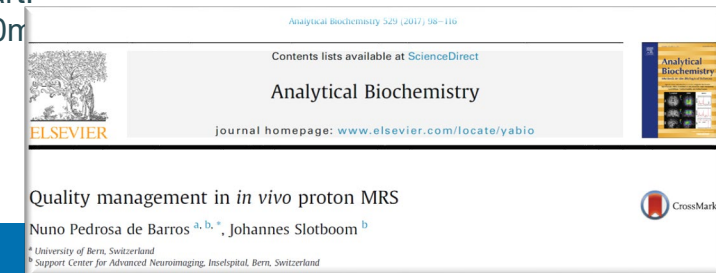 Analytical Biochemistry 529 (2017) 98–116
Contents lists available at ScienceDirect
Analytical Biochemistry
journal homepage: www.elsevier.com/locate/yabio
ELSEVIER
Analytical
Biochemistry
Quality management in in vivo proton MRS
CrossMark
Nuno Pedrosa de Barros a, b, *, Johannes Slotboom b
a University of Bern, Switzerland
b Support Center for Advanced Neuroimaging, Inselspital, Bern, Switzerland